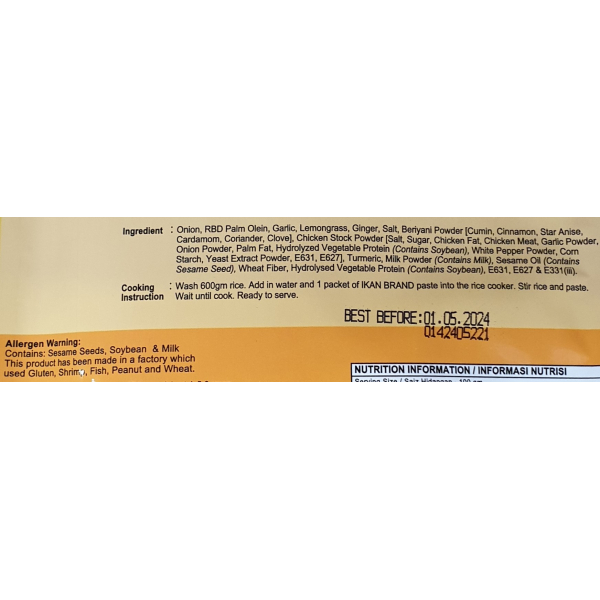 Ingredient : Onion, RBD Palm Olein, Garlic, Lemongrass, Ginger, Salt, Beriyani Powder [Cumin, Cinnamon, Star Anise,
Cardamom, Coriander, Clove], Chicken Stock Powder [Salt, Sugar, Chicken Fat, Chicken Meat, Garlic Powder,
Onion Powder, Palm Fat, Hydrolyzed Vegetable Protein (Contains Soybean), White Pepper Powder, Corn
Starch, Yeast Extract Powder, E631, E627], Turmeric, Milk Powder (Contains Milk), Sesame Oil (Contains
Sesame Seed), Wheat Fiber, Hydrolysed Vegetable Protein (Contains Soybean), E631, E627 & E331(iii).
Cooking : Wash 600gm rice. Add in water and 1 packet of IKAN BRAND paste into the rice cooker. Stir rice and paste.
Instruction Wait until cook. Ready to serve.
BEST BEFORE:01.05.2024
0142405221
Allergen Warning:
Contains: Sesame Seeds, Soybean & Milk
This product has been made in a factory which
used Gluten, Shrimp, Fish, Peanut and Wheat.
NUTRITION INFORMATION / INFORMASI NUTRISI
Serving Size / Saiz Hidangan 100 gm